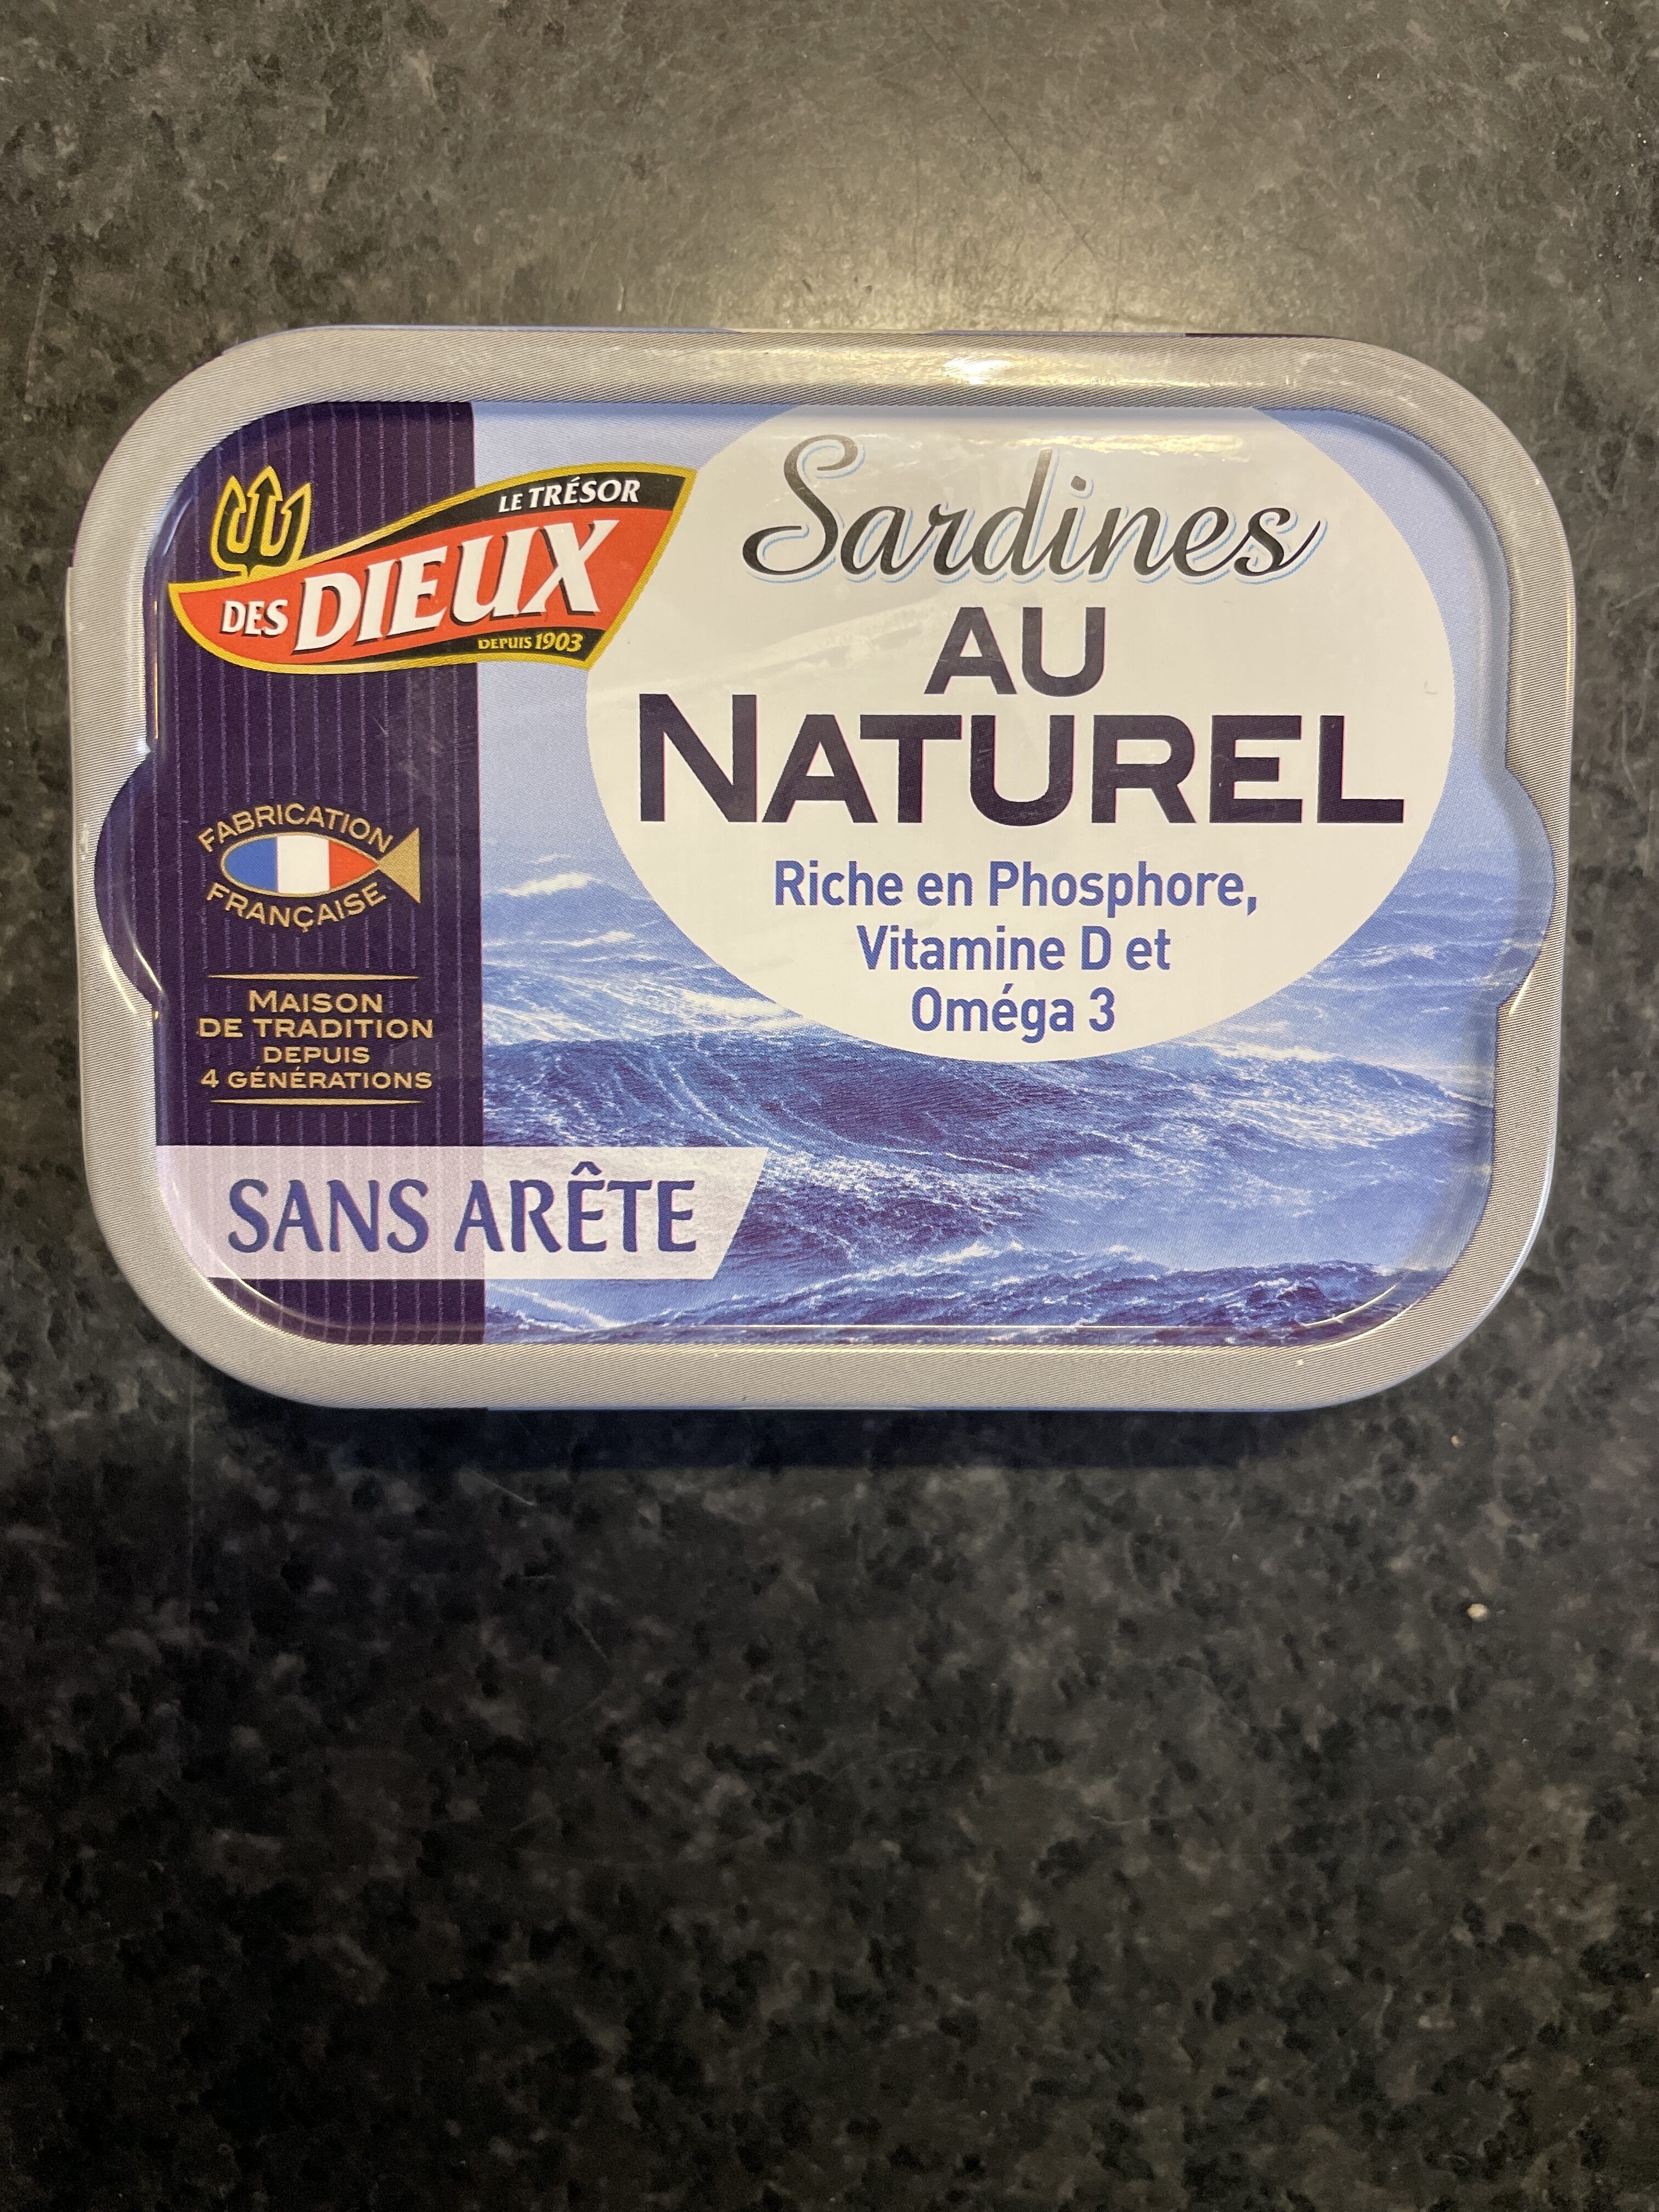 LE TRÉSOR
DES DIEUX
DEPUIS 1903
Sardines
AU
NATUREL
Riche en Phosphore,
Vitamine D et
Oméga 3
FABRICATION
FRANÇAISE
MAISON
DE TRADITION
DEPUIS
4 GÉNÉRATIONS
SANS ARÊTE